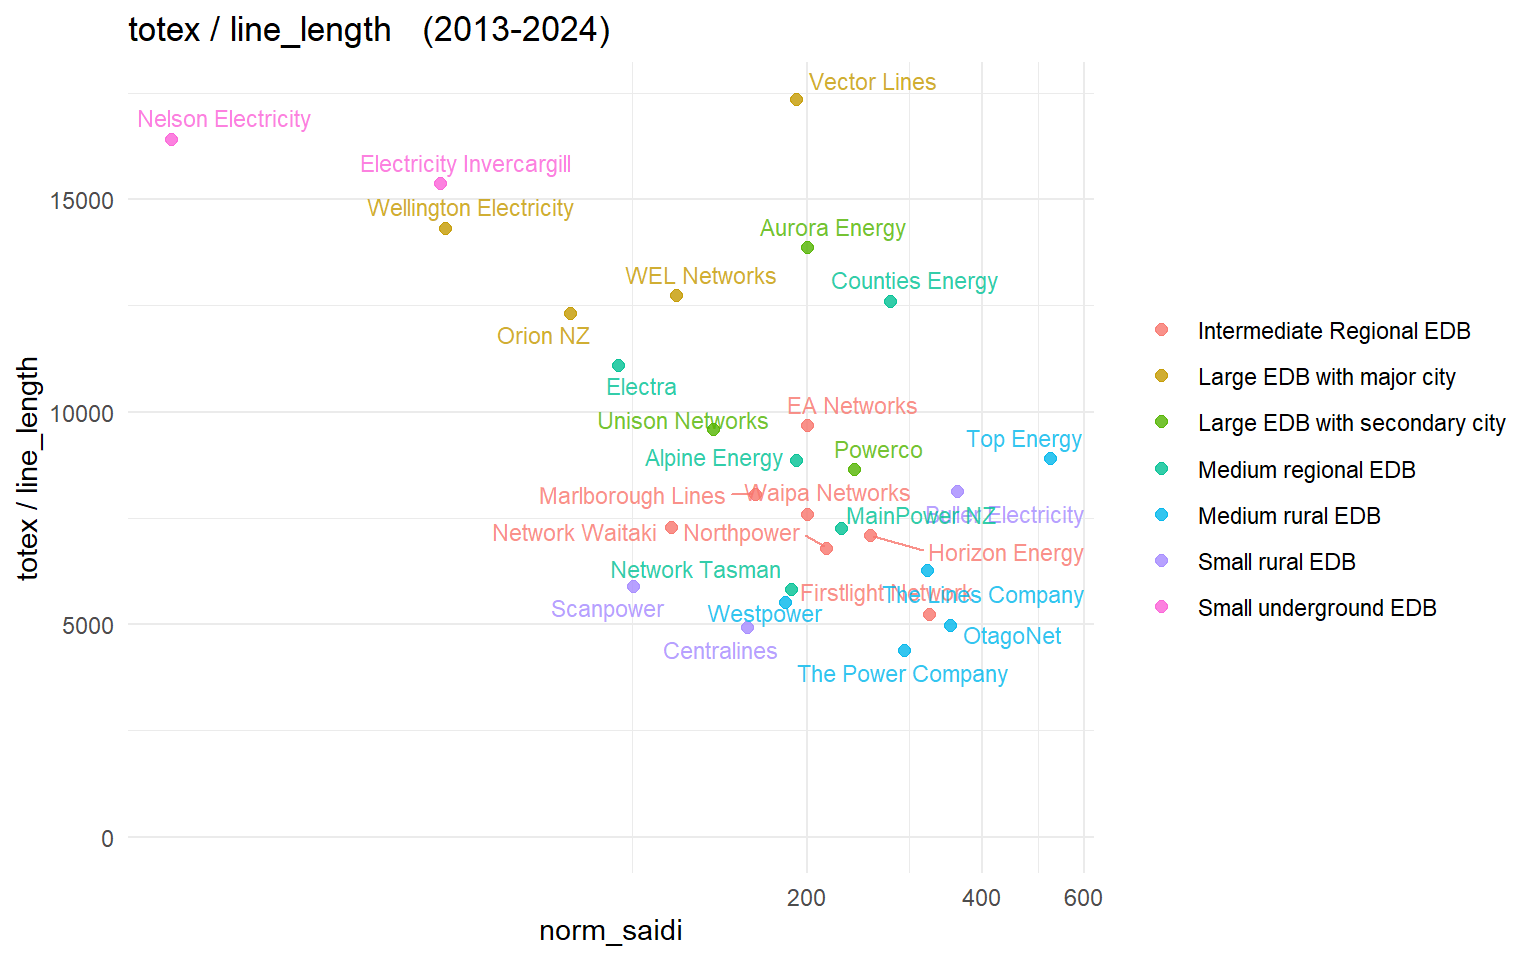 totex / line_length (2013-2024)
Vector Lines
Nelson Electricity
Electricity Invercargill
15000
Wellington Electricity
Aurora Energy
WEL Networks
Counties Energy
Orion NZ
Electra
EA Networks
10000
Unison Networks
Top Energy
Powerco
Alpine Energy
Marlborough Lines
Waipa Networks
MainPower NZ
Buller Electricity
Network Waitaki
Northpower
Horizon Energy
Network Tasman
Firstlight Network
The Lines Company
Scanpower
Westpower
5000
OtagoNet
Centralines
The Power Company
0
200
400
600
norm_saidi
totex / line_length
Intermediate Regional EDB
Large EDB with major city
Large EDB with secondary city
Medium regional EDB
Medium rural EDB
Small rural EDB
Small underground EDB